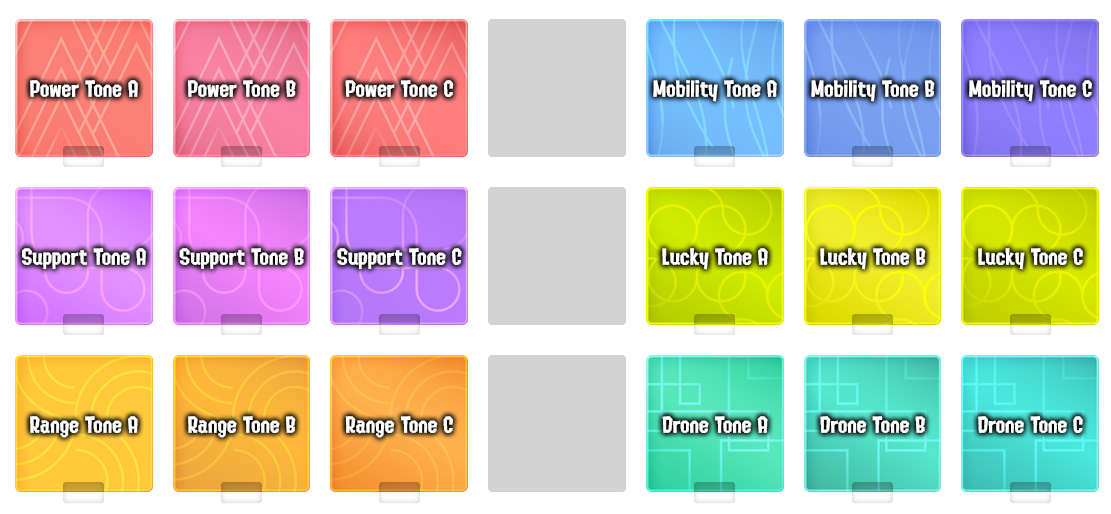 Power Tone A
Power Tone B
Power Tone C
Mobility Tone A
Mobility Tone B
Mobility Tone C
Support Tone A
Support Tone B
Support Tone C
Lucky Tone A
Lucky Tone B
Lucky Tone C
Range Tone A
Range Tone B
Range Tone C
Drone Tone A
Drone Tone B
Drone Tone C